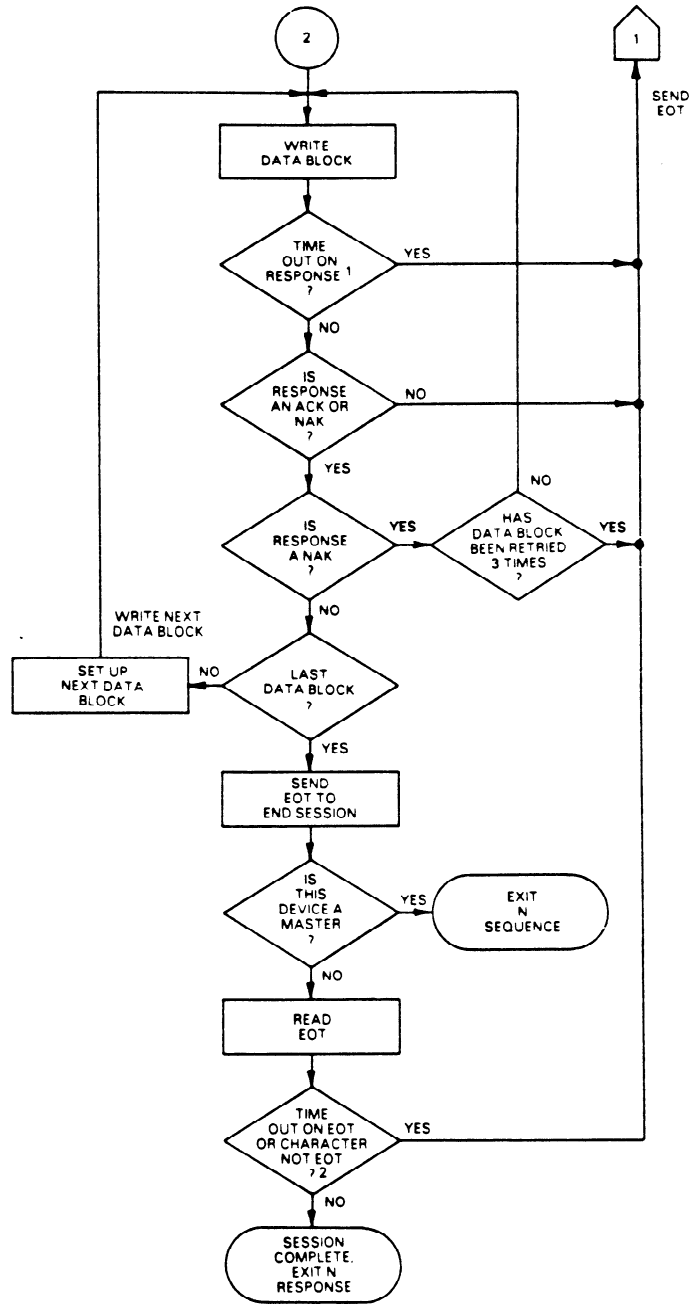 2
1
SEND
EOT
WRITE
DATA BLOCK
TIME
OUT ON
RESPONSE 1
?
YES
NO
IS
RESPONSE
AN ACK OR
NAK
?
NO
YES
IS
RESPONSE
A NAK
?
YES
NO
HAS
DATA BLOCK
BEEN RETRIED
3 TIMES
?
NO
YES
WRITE NEXT
DATA BLOCK
SET UP
NEXT DATA
BLOCK
NO
LAST
DATA BLOCK
?
YES
SEND
EOT TO
END SESSION
IS
THIS
DEVICE A
MASTER
?
YES
EXIT
N
SEQUENCE
NO
READ
EOT
TIME
OUT ON EOT
OR CHARACTER
NOT EOT
? 2
YES
NO
SESSION
COMPLETE,
EXIT N
RESPONSE